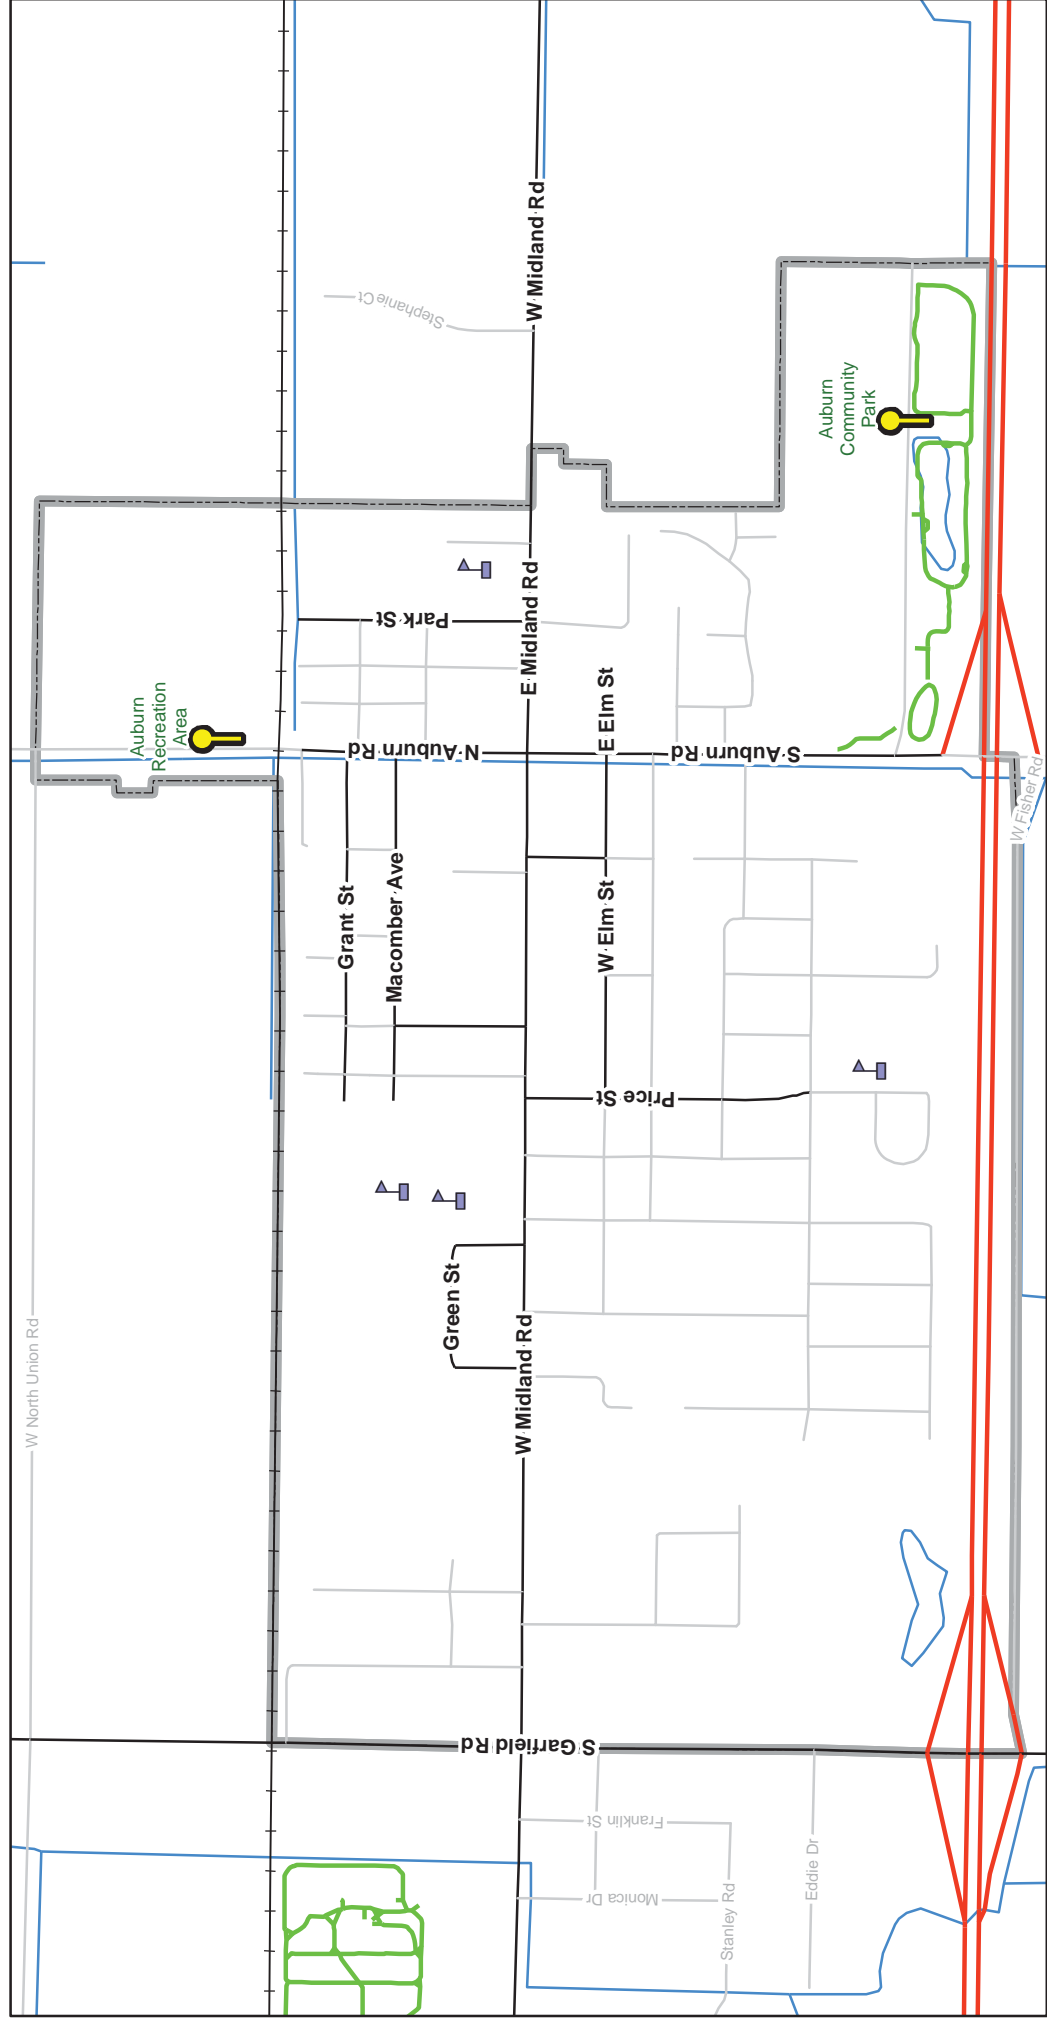 W Midland Rd
Stephanie Ct
Auburn
Community
Park
Park St
E Midland Rd
E Elm St
Auburn
Recreation
Area
N Auburn Rd
S Auburn Rd
W Fisher Rd
Grant St
Macomber Ave
W Elm St
Price St
Green St
W Midland Rd
W North Union Rd
S Garfield Rd
Franklin St
Monica Dr
Stanley Rd
Eddie Dr